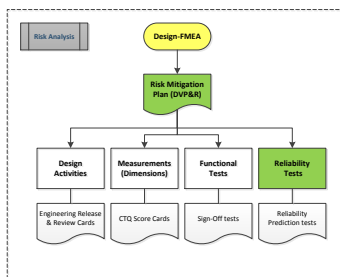 Risk Analysis
Design-FMEA
Risk Mitigation
Plan (DVP&R)
Design
Activities
Measurements
(Dimensions)
Functional
Tests
Reliability
Tests
Engineering Release
& Review Cards
CTQ Score Cards
Sign-Off tests
Reliability
Prediction tests